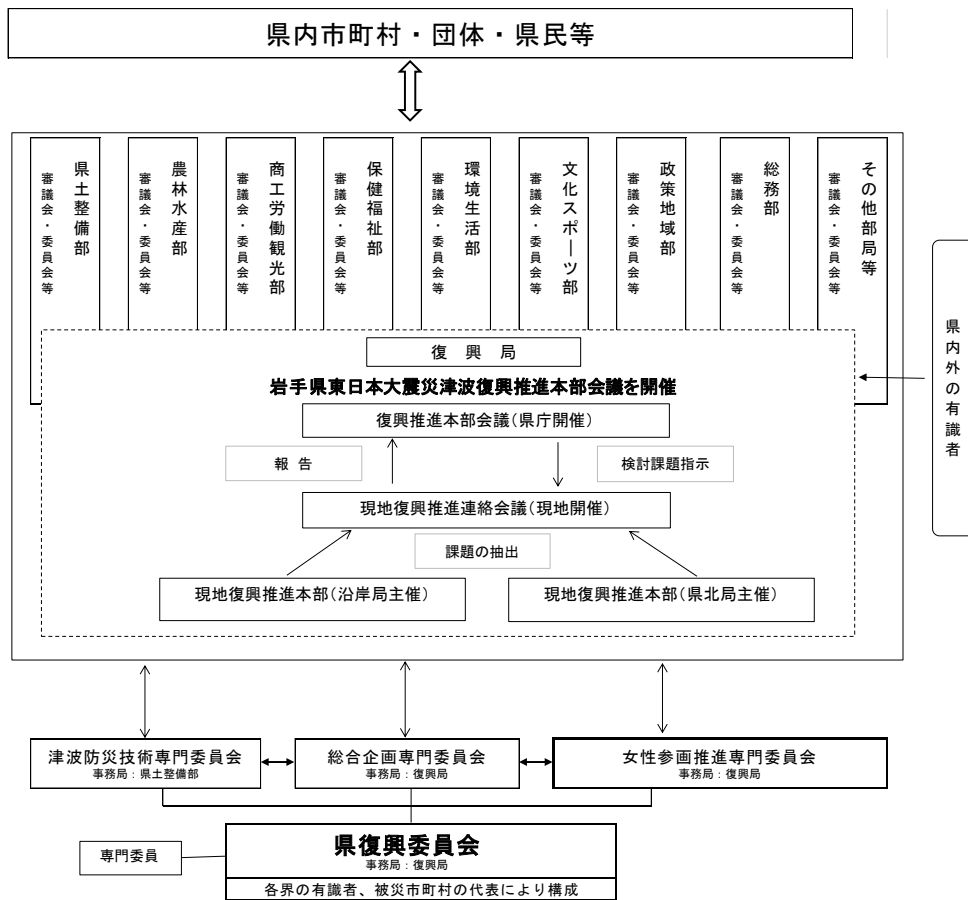 県内市町村・団体・県民等
県土整備部
審議会・委員会等
農林水産部
審議会・委員会等
商工労働観光部
審議会・委員会等
保健福祉部
審議会・委員会等
環境生活部
審議会・委員会等
文化スポーツ部
審議会・委員会等
政策地域部
審議会・委員会等
総務部
審議会・委員会等
その他部局等
審議会・委員会等
県内外の有識者
復興局
岩手県東日本大震災津波復興推進本部会議を開催
復興推進本部会議(県庁開催)
報告
検討課題指示
現地復興推進連絡会議(現地開催)
課題の抽出
現地復興推進本部(沿岸局主催)
現地復興推進本部(県北局主催)
津波防災技術専門委員会
事務局:県土整備部
総合企画専門委員会
事務局:復興局
女性参画推進専門委員会
事務局:復興局
専門委員
県復興委員会
事務局:復興局
各界の有識者、被災市町村の代表により構成